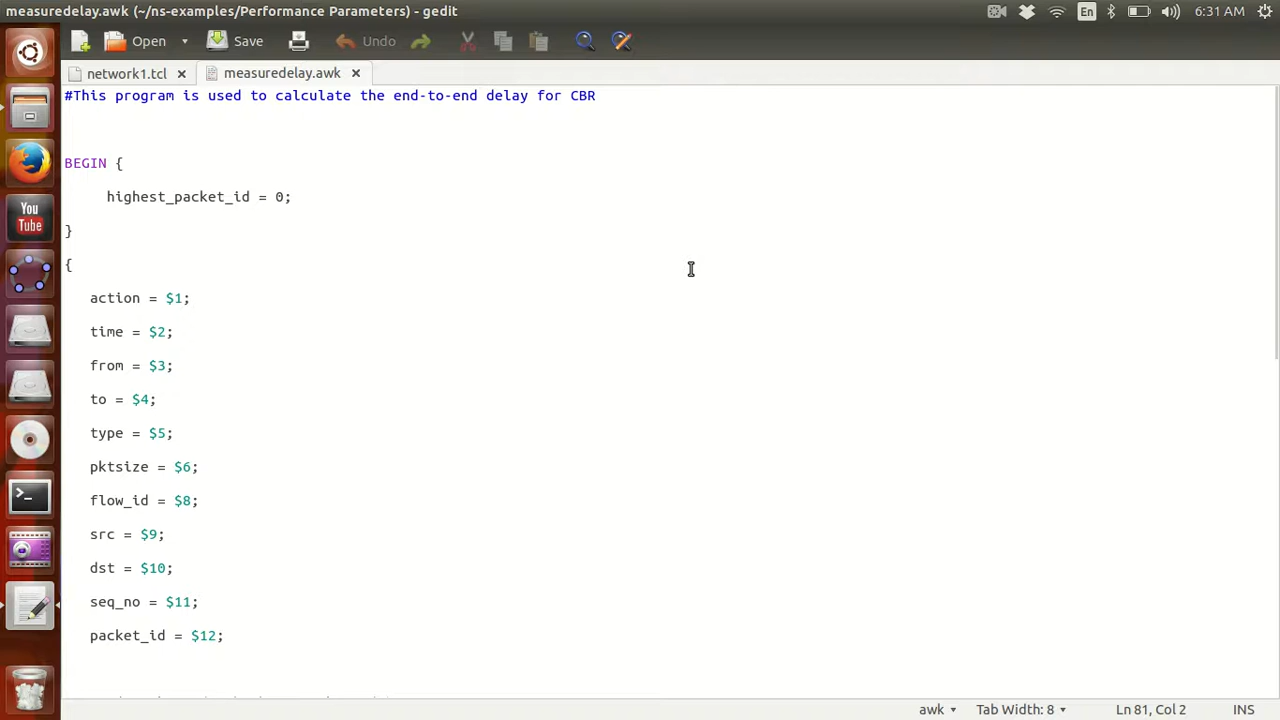 measuredelay.awk (~/ns-examples/Performance Parameters) - gedit
En
6:31 AM
Open
Save
Undo
network1.tcl x
measuredelay.awk x
#This program is used to calculate the end-to-end delay for CBR
BEGIN {
highest_packet_id = 0;
}
{
action = $1;
time = $2;
from = $3;
to = $4;
type = $5;
pktsize = $6;
flow_id = $8;
src = $9;
dst = $10;
seq_no = $11;
packet_id = $12;
You
Tube
>_
awk
Tab Width: 8
Ln 81, Col 2
INS